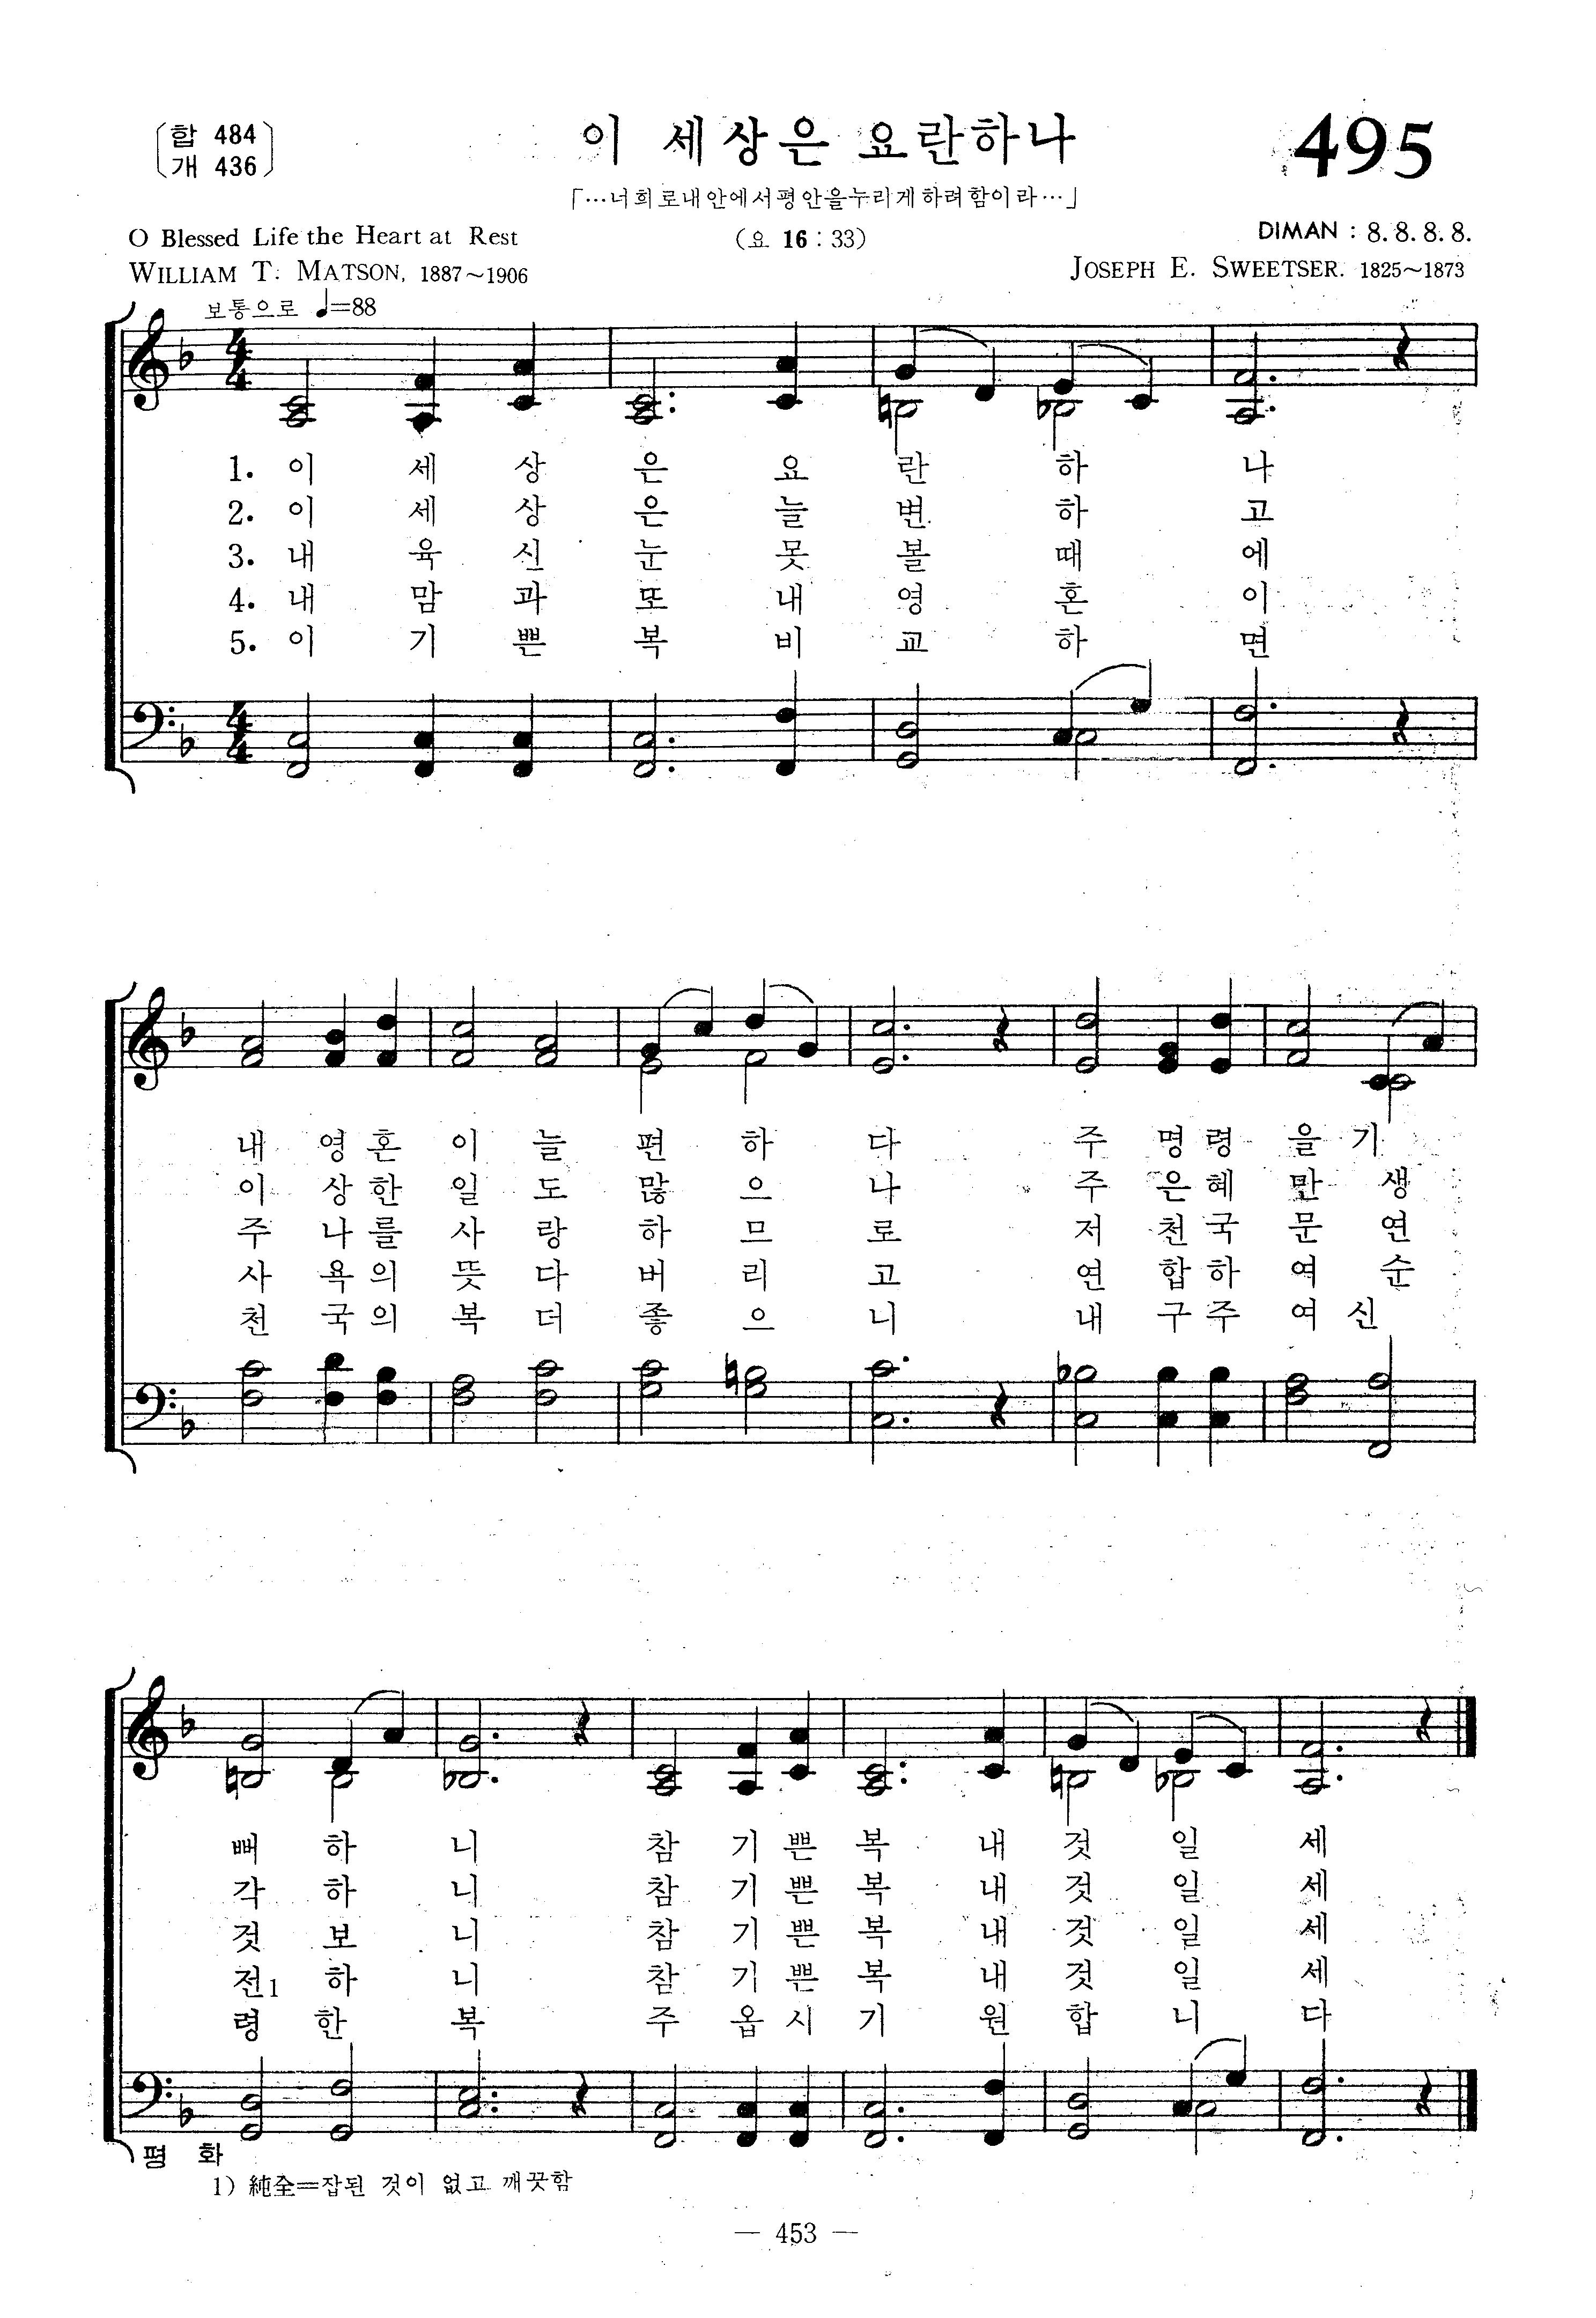 합 484
개 436
이 세상은 요란하나
495
「…너희로내안에서평안을누리게하려함이라…」
O Blessed Life the Heart at Rest
(요 16 : 33)
DIMAN : 8. 8. 8. 8.
WILLIAM T. MATSON, 1887~1906
JOSEPH E. SWEETSER. 1825~1873
보통으로 ♩=88
1. 이 세 상 은 요 란 하 나
2. 이 세 상 은 늘 변 하 고
3. 내 육 신 눈 못 볼 때 에
4. 내 맘 과 또 내 영 혼 이
5. 이 기 쁜 복 비 교 하 면
내 영 혼 이 늘 편 하 다 주 명 령 을 기
이 상 한 일 도 많 으 나 주 은 혜 만 생
주 나 를 사 랑 하 므 로 저 천 국 문 연
사 욕 의 뜻 다 버 리 고 연 합 하 여 순
천 국 의 복 더 좋 으 니 내 구 주 여 신
뻐 하 니 참 기 쁜 복 내 것 일 세
각 하 니 참 기 쁜 복 내 것 일 세
것 보 니 참 기 쁜 복 내 것 일 세
전1 하 니 참 기 쁜 복 내 것 일 세
령 한 복 주 옵 시 기 원 합 니 다
평 화
1) 純全=잡된 것이 없고 깨끗함
— 453 —